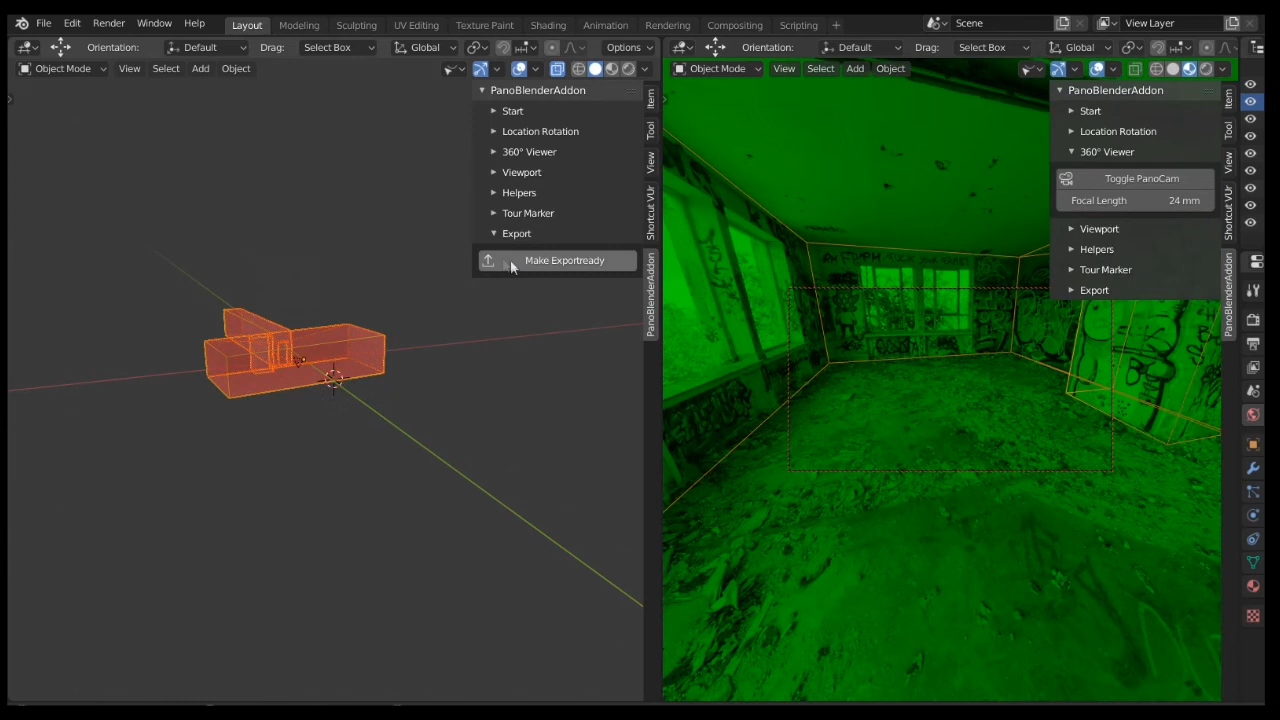 File Edit Render Window Help Layout Modeling Sculpting UV Editing Texture Paint Shading Animation Rendering Compositing Scripting + Scene View Layer
Orientation: Default Drag: Select Box Global Options
Orientation: Default Drag: Select Box Global
Object Mode View Select Add Object
Object Mode View Select Add Object
PanoBlenderAddon
Start
Location Rotation
360° Viewer
Viewport
Helpers
Tour Marker
Export
Make Exportready
Item
Tool
View
Shortcut VUr
PanoBlenderAddon
PanoBlenderAddon
Start
Location Rotation
360° Viewer
Toggle PanoCam
Focal Length 24 mm
Viewport
Helpers
Tour Marker
Export
Item
Tool
View
Shortcut VUr
PanoBlenderAddon